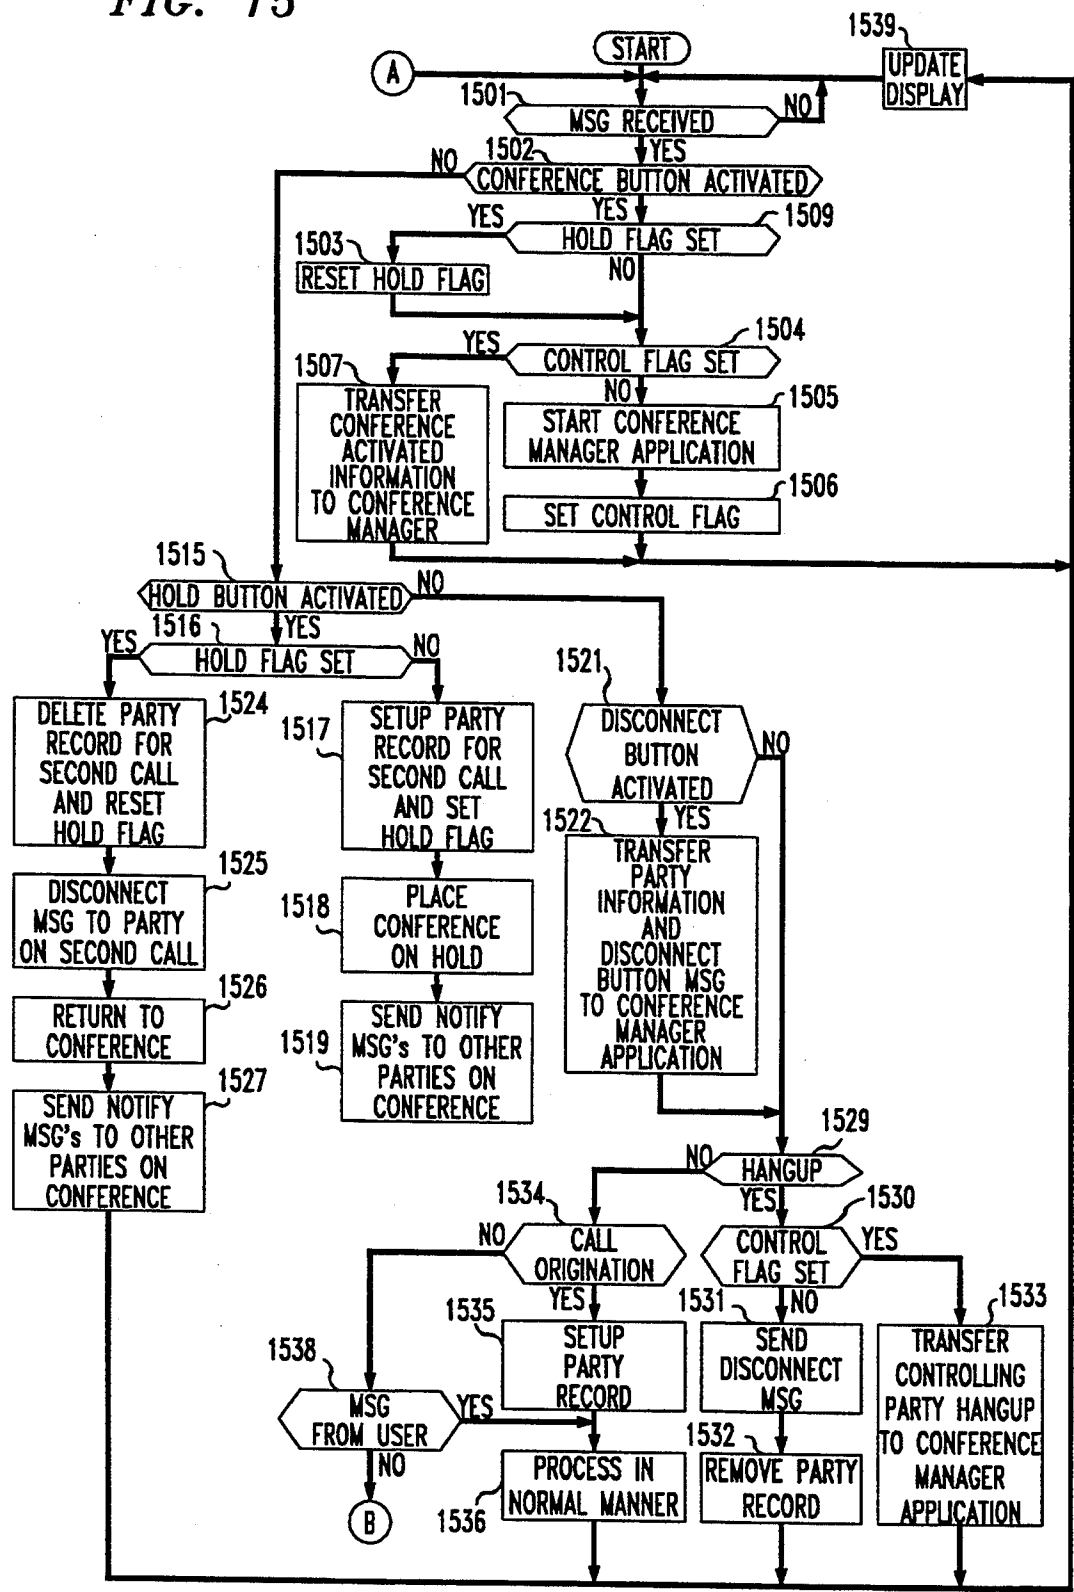 FIG. 15
START
1539
A
UPDATE
DISPLAY
1501
MSG RECEIVED
NO
YES
1502
NO
CONFERENCE BUTTON ACTIVATED
YES
1509
YES
HOLD FLAG SET
NO
1503
RESET HOLD FLAG
1504
YES
CONTROL FLAG SET
NO
1507
TRANSFER
CONFERENCE
ACTIVATED
INFORMATION
TO CONFERENCE
MANAGER
1505
START CONFERENCE
MANAGER APPLICATION
1506
SET CONTROL FLAG
1515
HOLD BUTTON ACTIVATED
NO
YES
1516
YES
HOLD FLAG SET
NO
1524
DELETE PARTY
RECORD FOR
SECOND CALL
AND RESET
HOLD FLAG
1517
SETUP PARTY
RECORD FOR
SECOND CALL
AND SET
HOLD FLAG
1521
DISCONNECT
BUTTON
ACTIVATED
NO
YES
1525
DISCONNECT
MSG TO PARTY
ON SECOND CALL
1518
PLACE
CONFERENCE
ON HOLD
1522
TRANSFER
PARTY
INFORMATION
AND
DISCONNECT
BUTTON MSG
TO CONFERENCE
MANAGER
APPLICATION
1526
RETURN TO
CONFERENCE
1519
SEND NOTIFY
MSG's TO OTHER
PARTIES ON
CONFERENCE
1527
SEND NOTIFY
MSG's TO OTHER
PARTIES ON
CONFERENCE
1529
NO
HANGUP
YES
1534
NO
CALL
ORIGINATION
YES
1530
CONTROL
FLAG SET
YES
NO
1535
SETUP
PARTY
RECORD
1531
SEND
DISCONNECT
MSG
1533
TRANSFER
CONTROLLING
PARTY HANGUP
TO CONFERENCE
MANAGER
APPLICATION
1538
MSG
FROM USER
YES
NO
B
1536
PROCESS IN
NORMAL MANNER
1532
REMOVE PARTY
RECORD